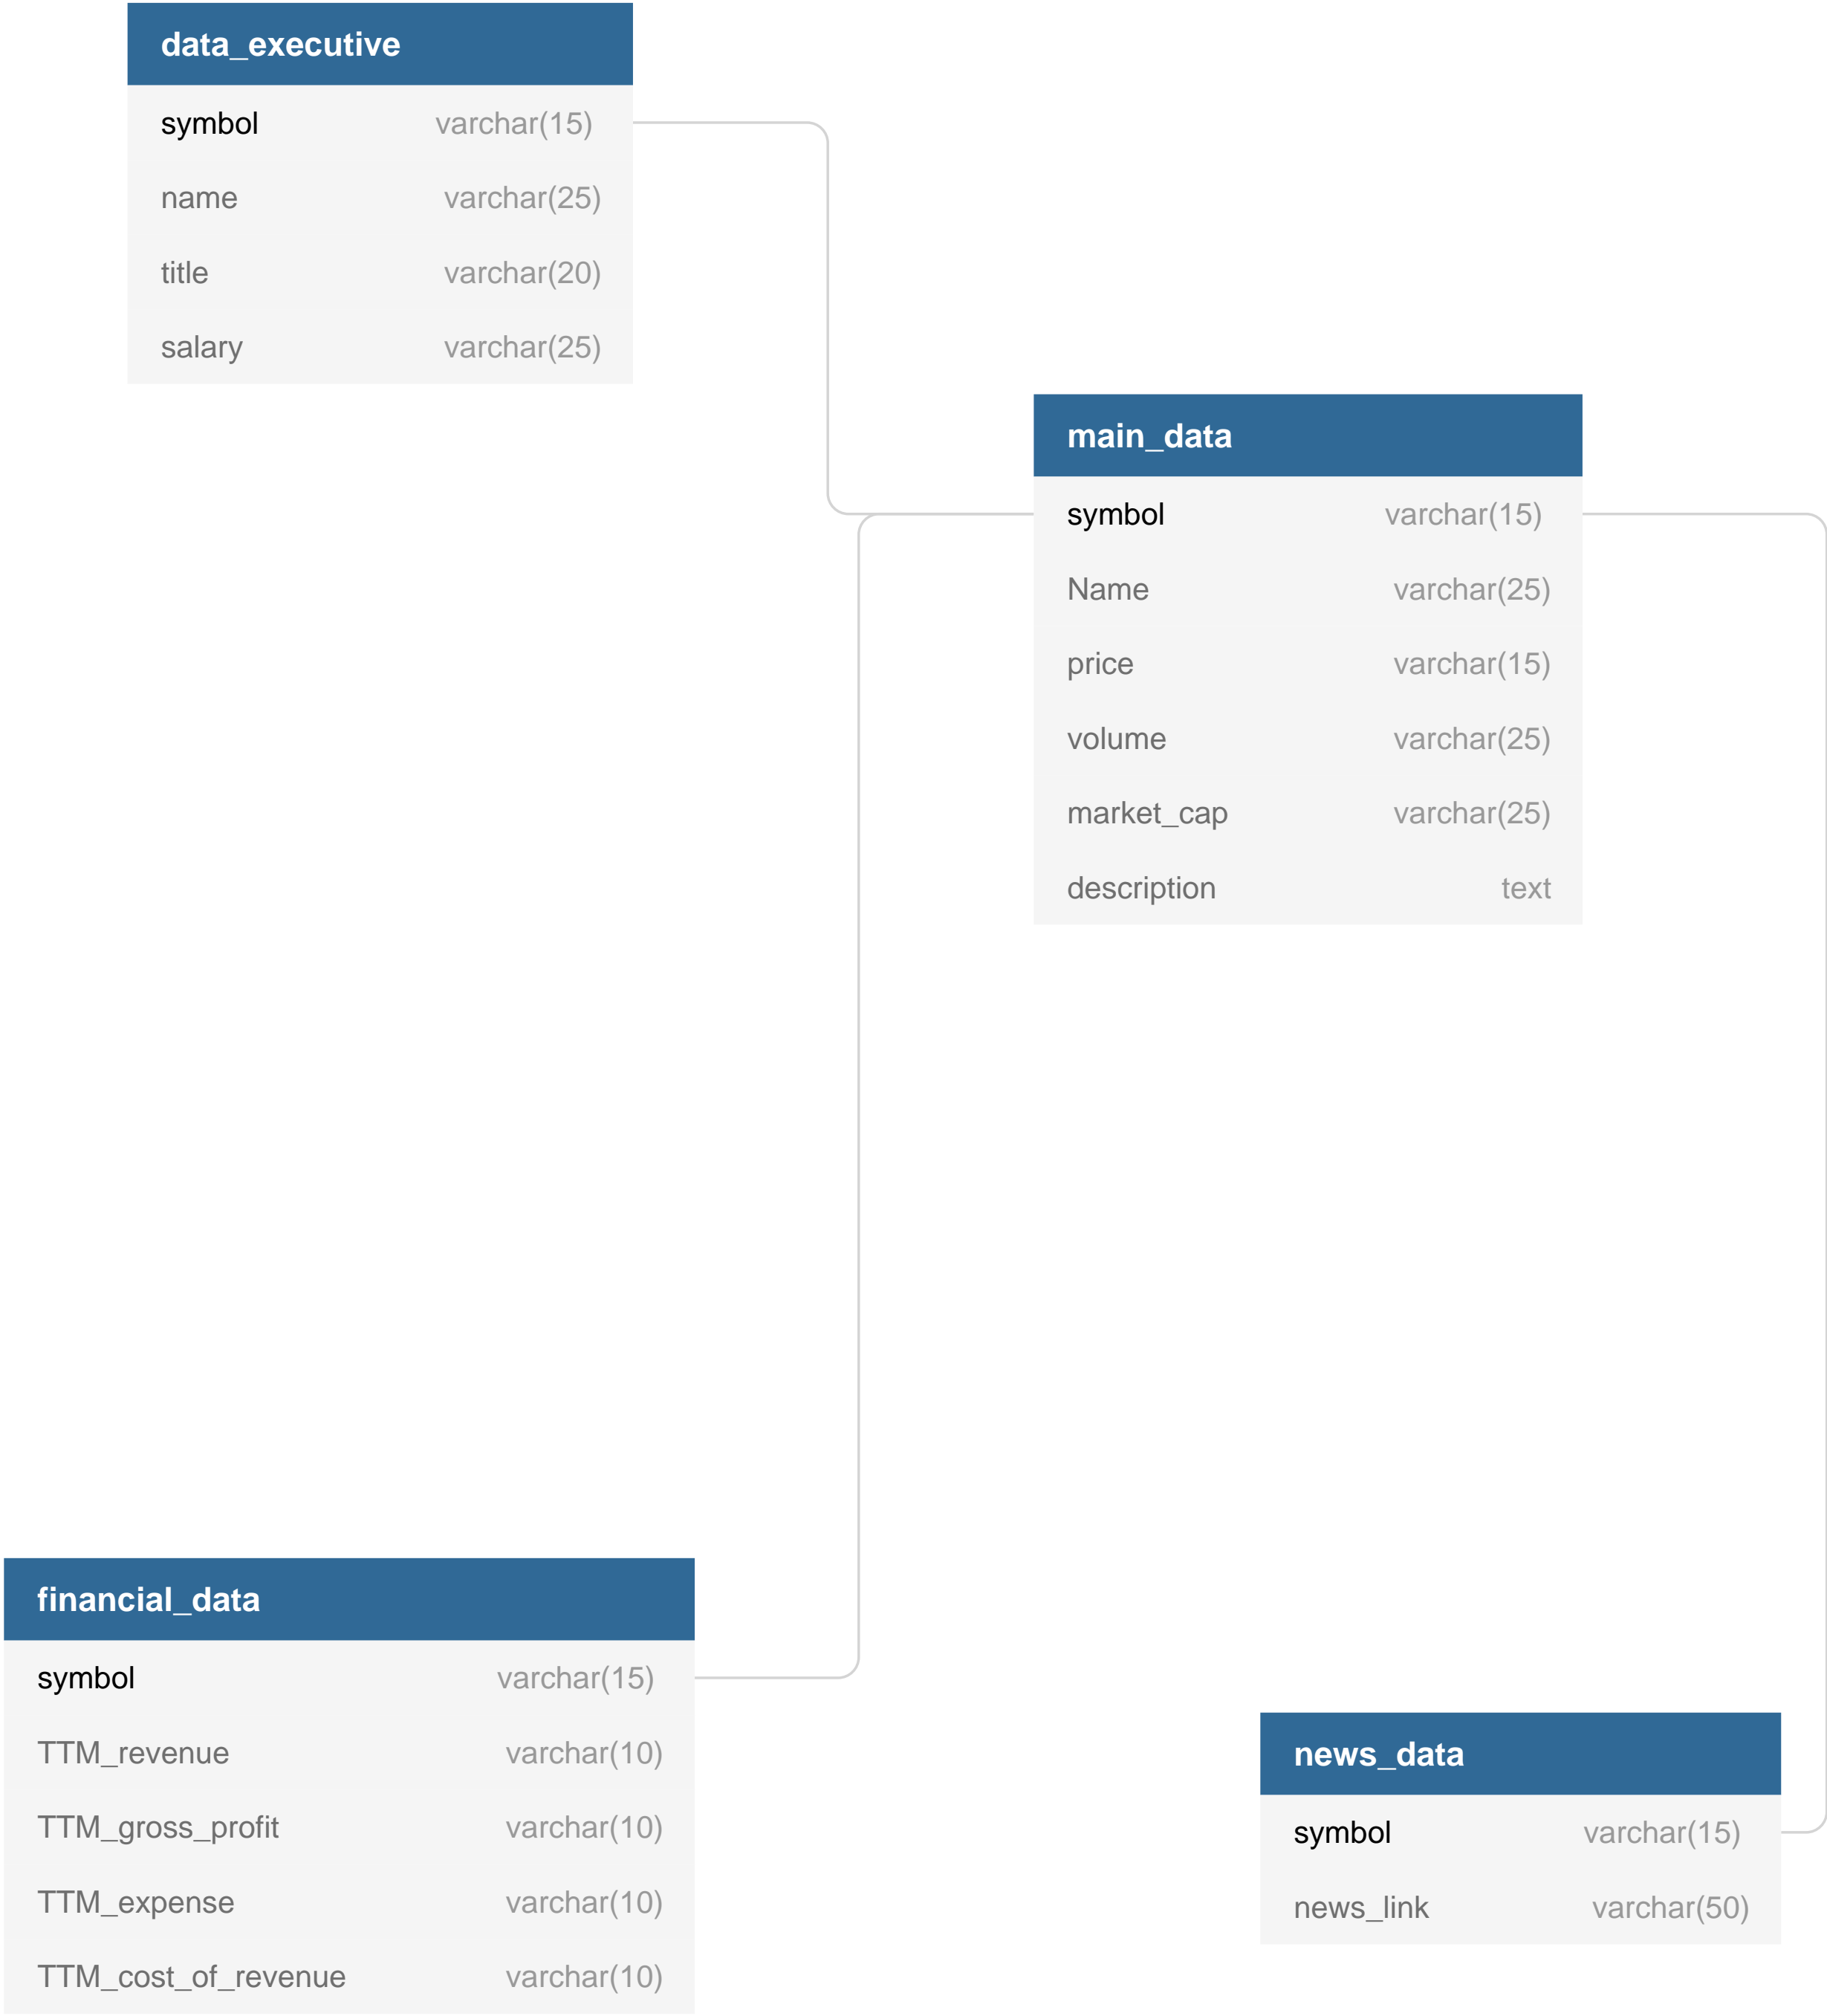 data_executive
symbol varchar(15)
name varchar(25)
title varchar(20)
salary varchar(25)
main_data
symbol varchar(15)
Name varchar(25)
price varchar(15)
volume varchar(25)
market_cap varchar(25)
description text
financial_data
symbol varchar(15)
TTM_revenue varchar(10)
TTM_gross_profit varchar(10)
TTM_expense varchar(10)
TTM_cost_of_revenue varchar(10)
news_data
symbol varchar(15)
news_link varchar(50)